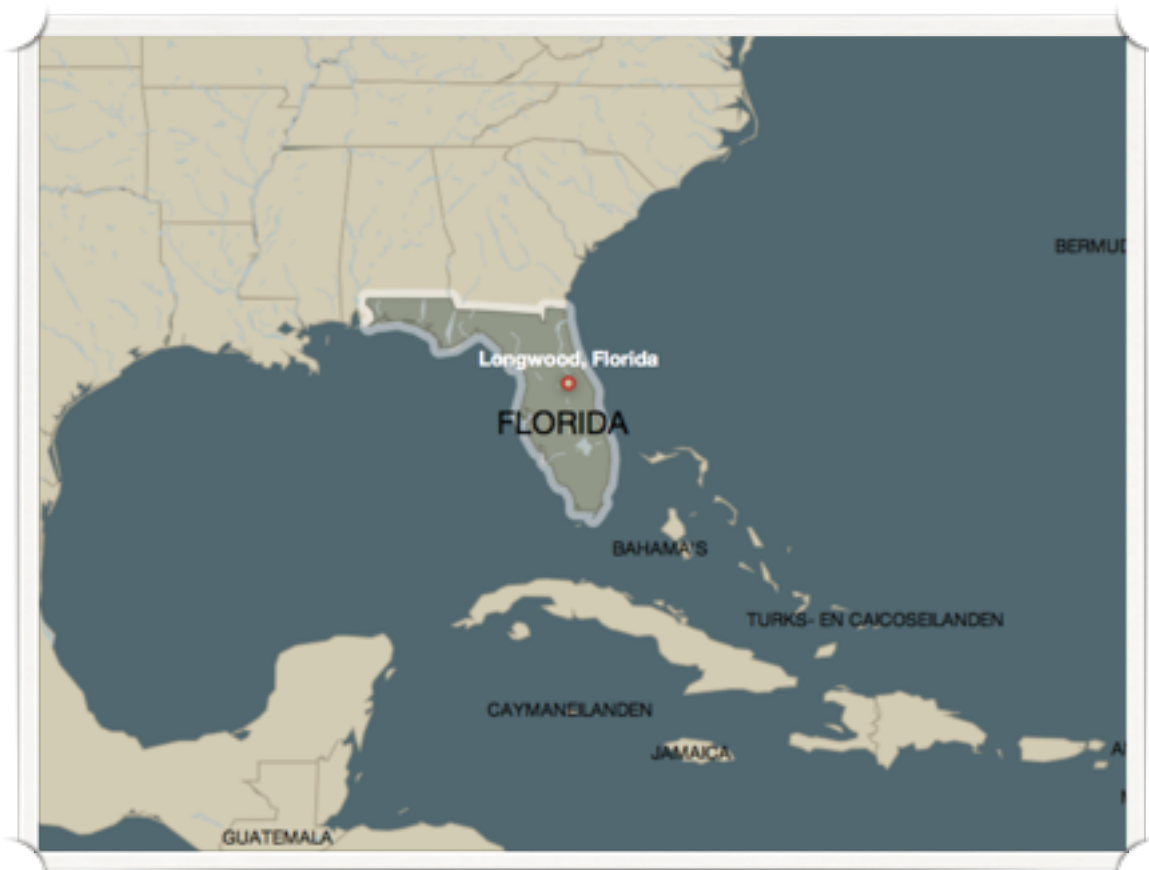 BERMUD
Longwood, Florida
FLORIDA
BAHAMA'S
TURKS- EN CAICOSEILANDEN
CAYMANEILANDEN
JAMAICA
A
GUATEMALA